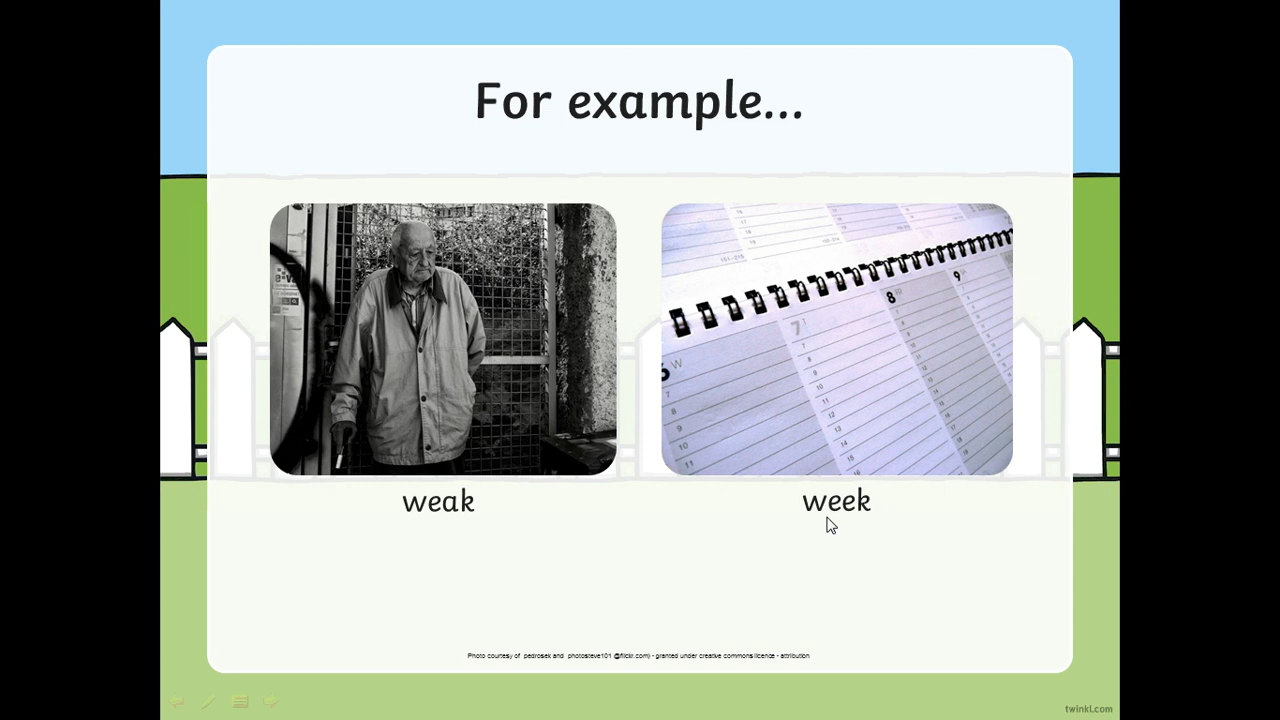 For example...
weak
week
Photo courtesy of pedrosek and photosteve101 (@flickr.com) - granted under creative commons licence - attribution
twinkl.com